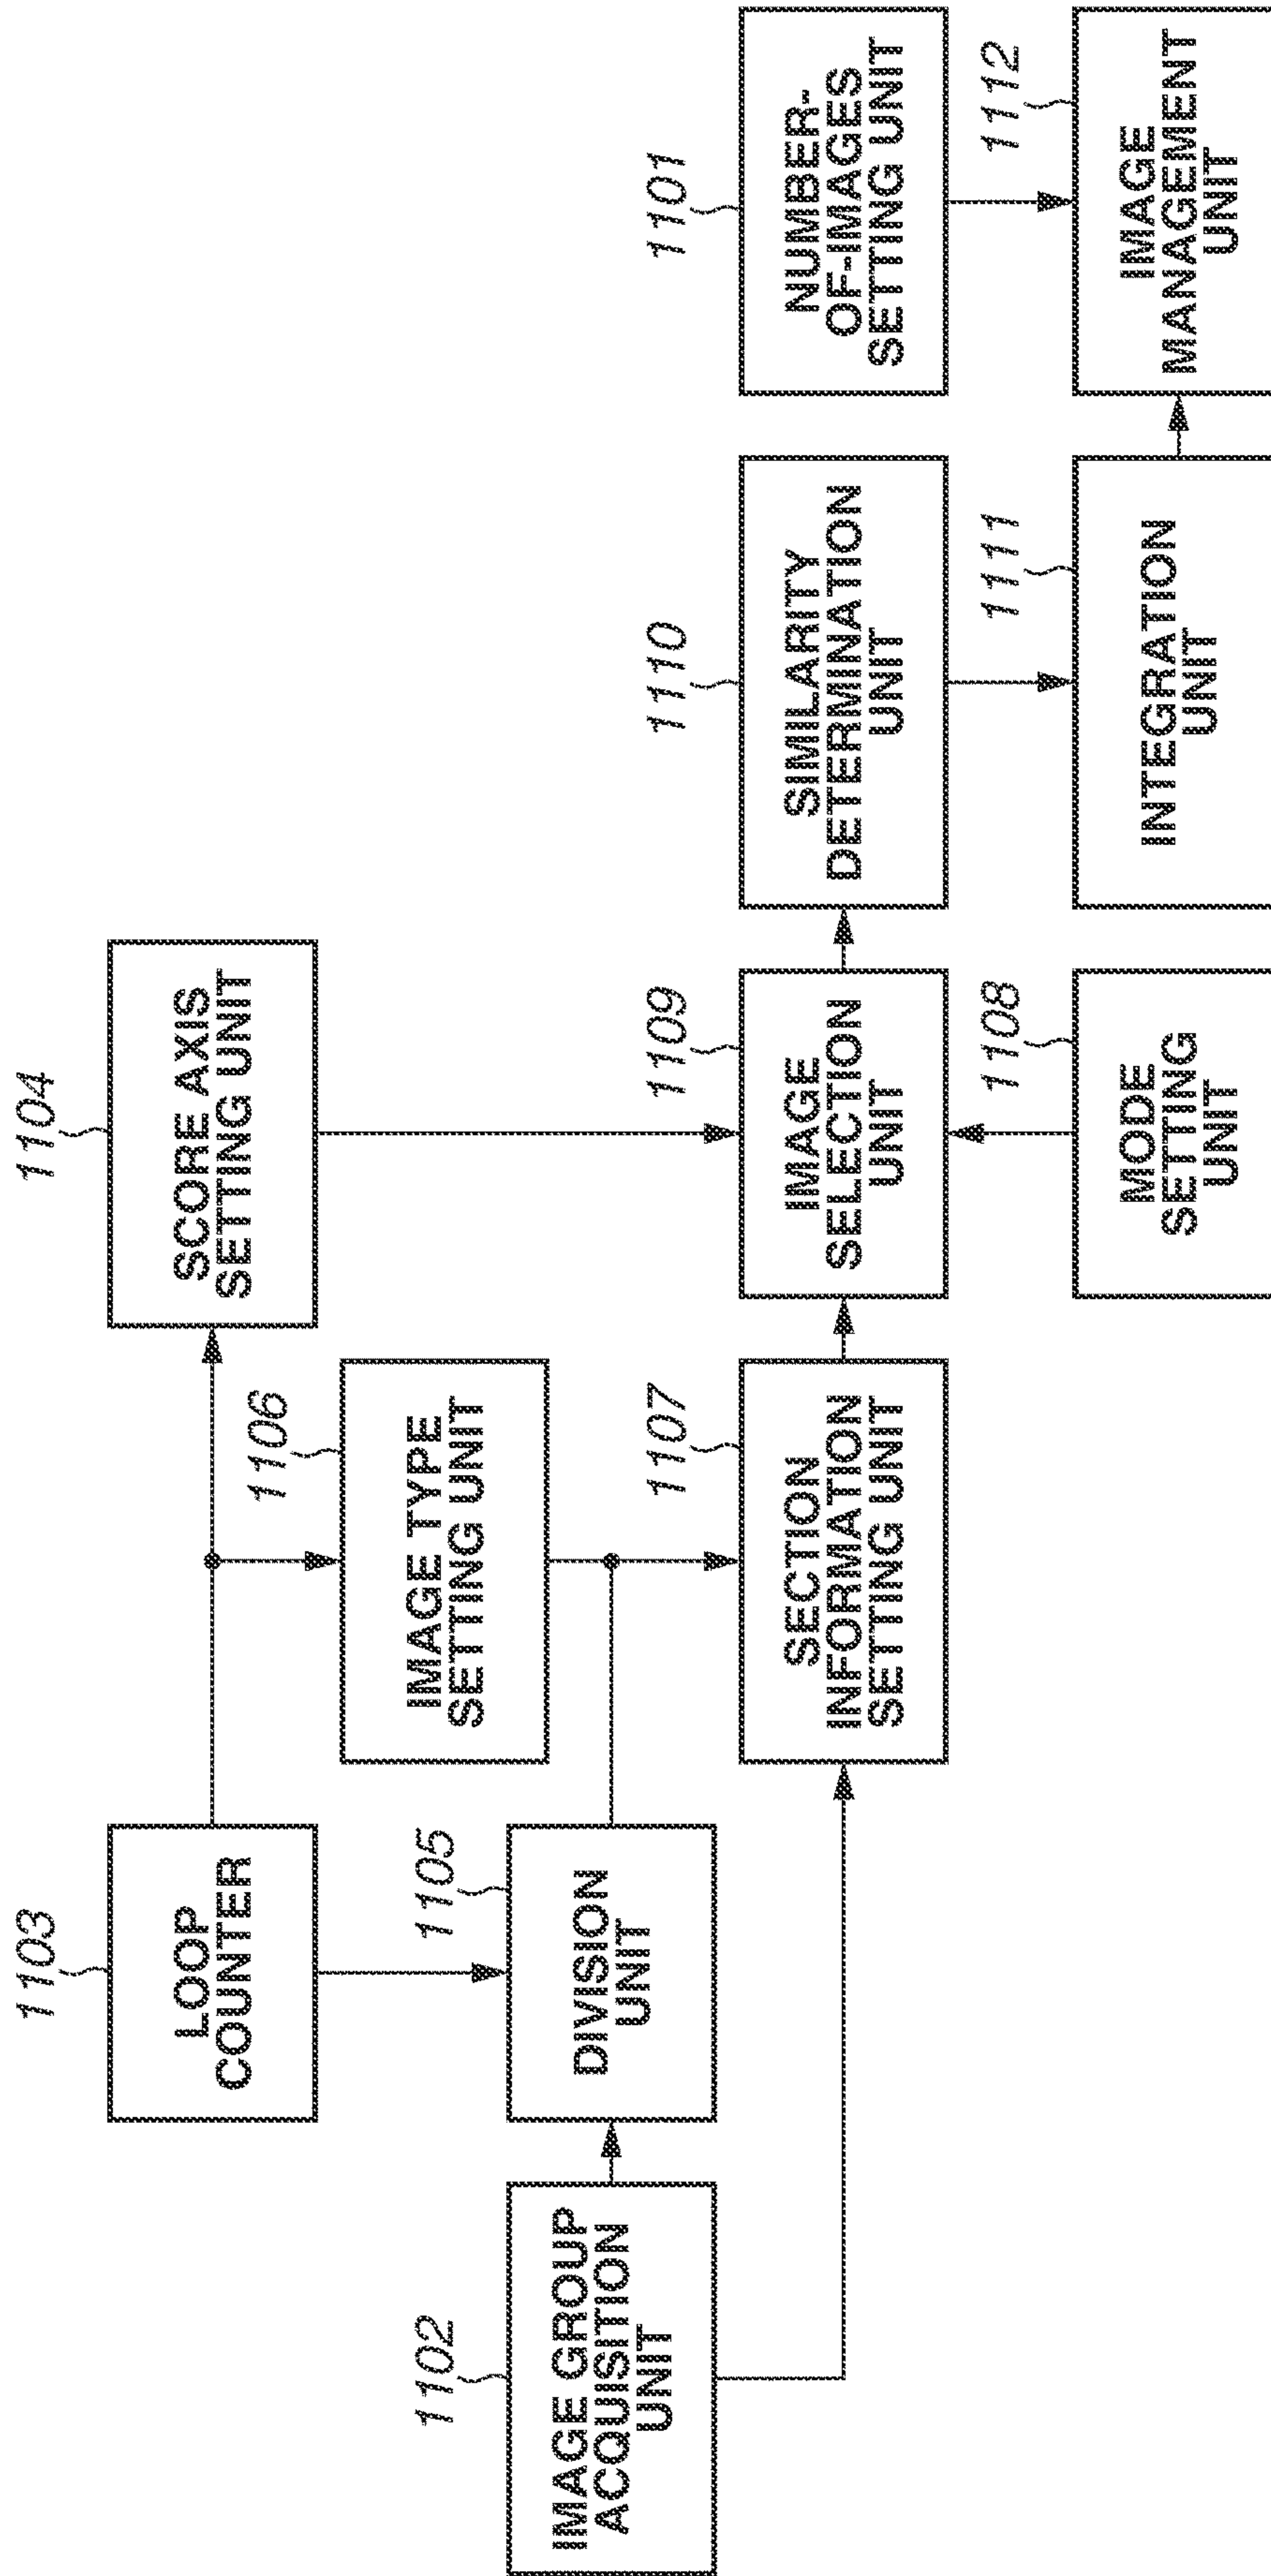 1103
LOOP
COUNTER
1104
SCORE AXIS
SETTING UNIT
1106
IMAGE TYPE
SETTING UNIT
1102
IMAGE GROUP
ACQUISITION
UNIT
1105
DIVISION
UNIT
1107
SECTION
INFORMATION
SETTING UNIT
1109
IMAGE
SELECTION
UNIT
1110
SIMILARITY
DETERMINATION
UNIT
1101
NUMBER-
OF-IMAGES
SETTING UNIT
1108
MODE
SETTING
UNIT
1111
INTEGRATION
UNIT
1112
IMAGE
MANAGEMENT
UNIT